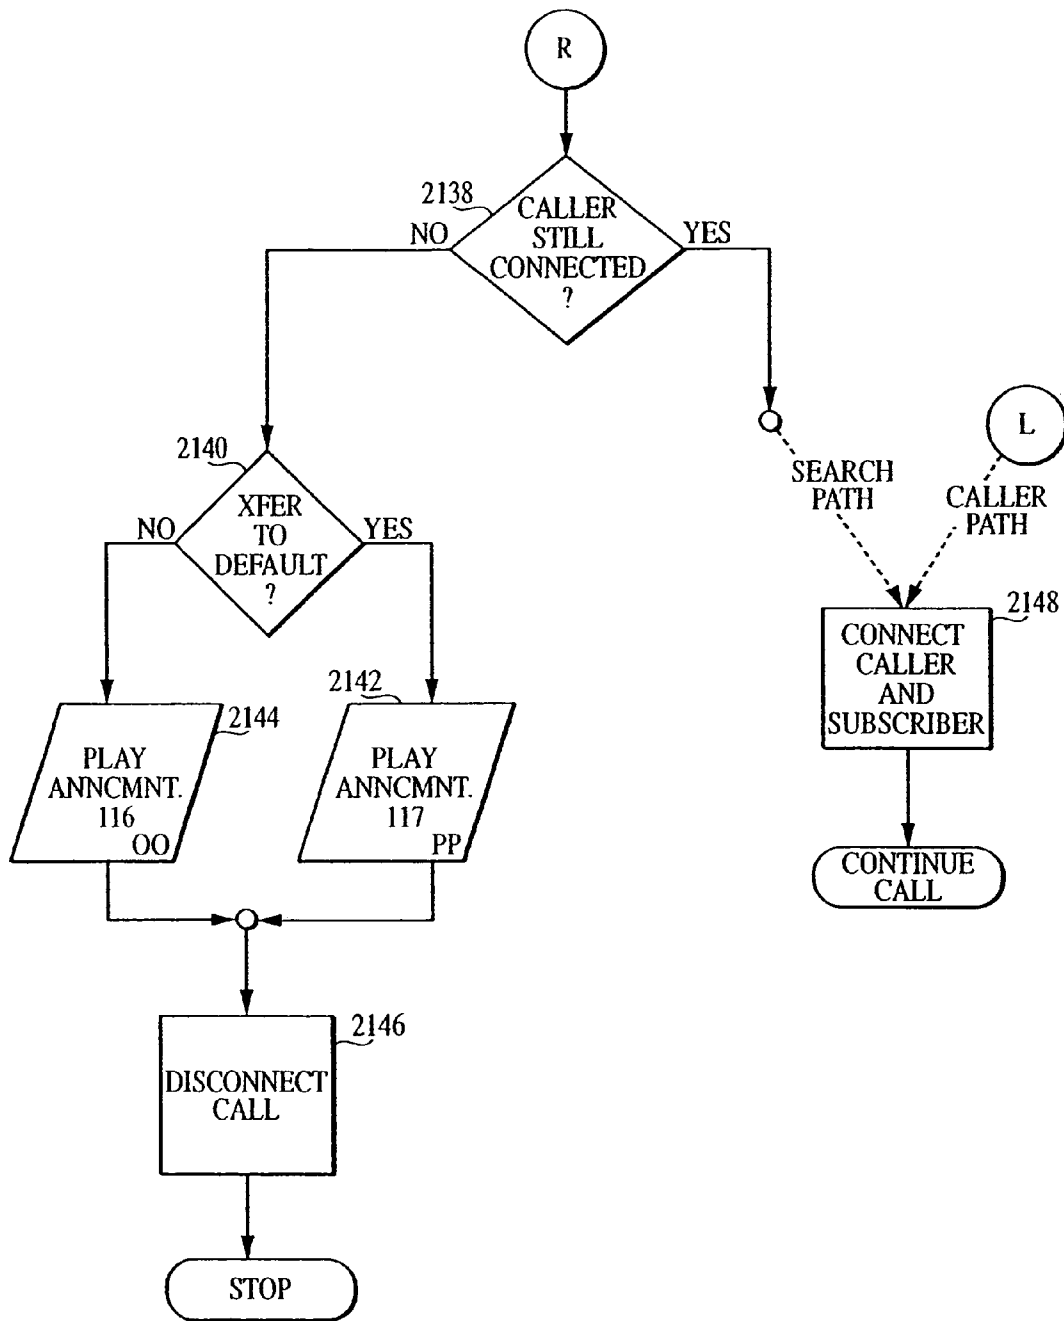 R
2138
CALLER
STILL
CONNECTED
?
NO
YES
L
2140
XFER
TO
DEFAULT
?
NO
YES
SEARCH
PATH
CALLER
PATH
2148
CONNECT
CALLER
AND
SUBSCRIBER
2144
PLAY
ANNCMNT.
116
OO
2142
PLAY
ANNCMNT.
117
PP
CONTINUE
CALL
2146
DISCONNECT
CALL
STOP